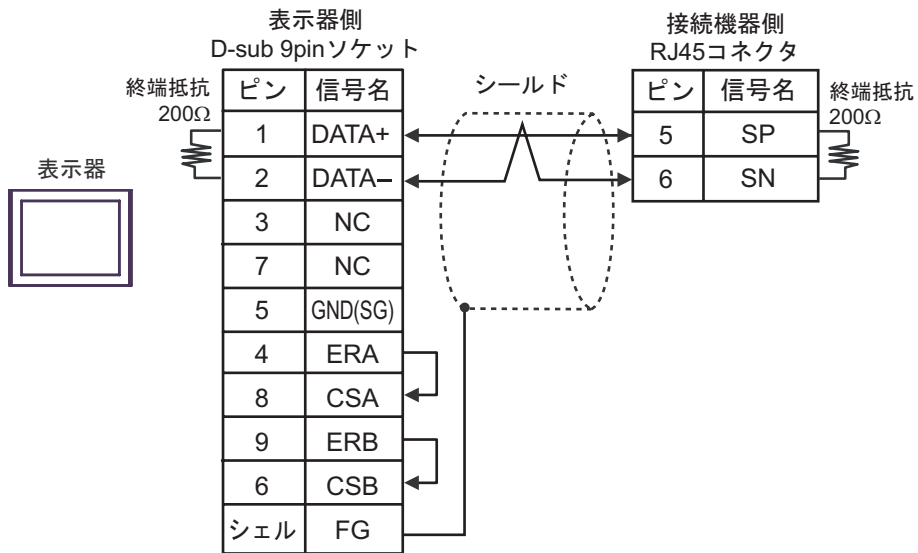 表示器側
D-sub 9pinソケット
接続機器側
RJ45コネクタ
終端抵抗
200Ω
ピン 信号名
シールド
ピン 信号名
終端抵抗
200Ω
1 DATA+
5 SP
2 DATA−
6 SN
表示器
3 NC
7 NC
5 GND(SG)
4 ERA
8 CSA
9 ERB
6 CSB
シェル FG